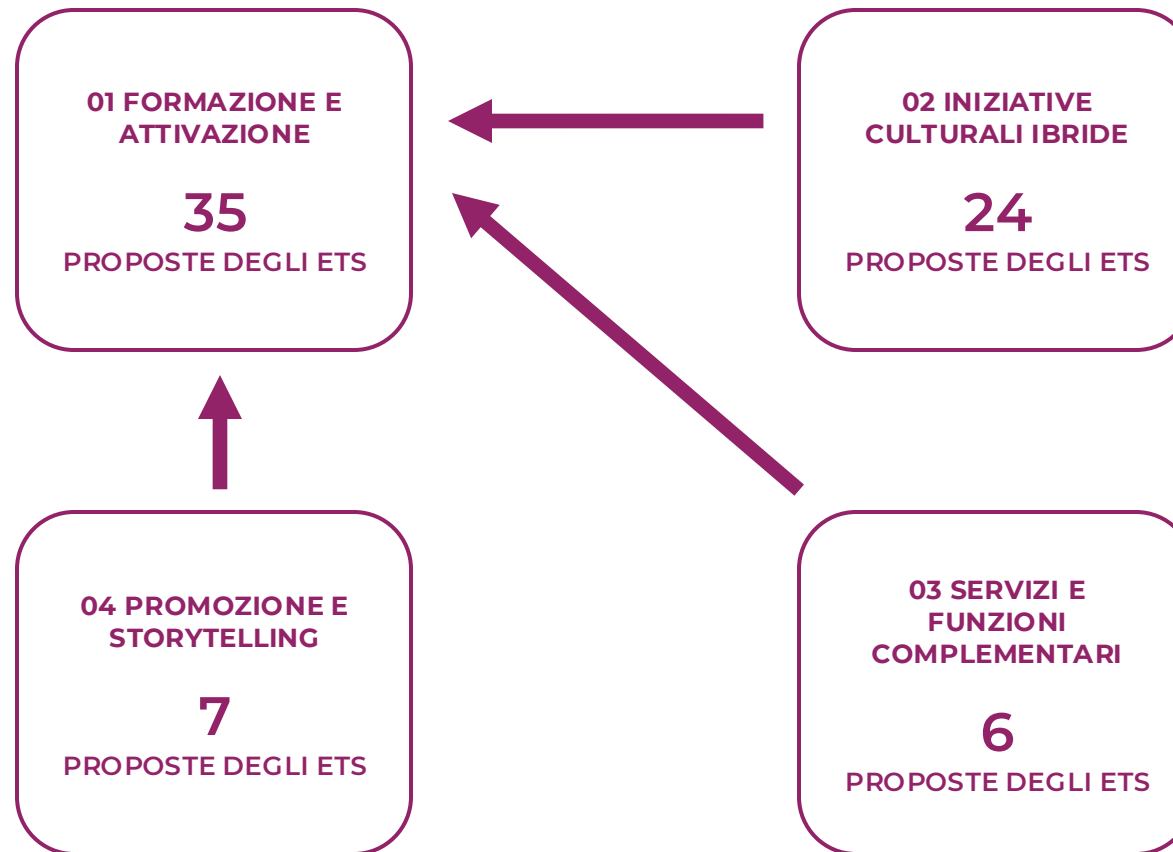 01 FORMAZIONE E
ATTIVAZIONE
35
PROPOSTE DEGLI ETS
02 INIZIATIVE
CULTURALI IBRIDE
24
PROPOSTE DEGLI ETS
04 PROMOZIONE E
STORYTELLING
7
PROPOSTE DEGLI ETS
03 SERVIZI E
FUNZIONI
COMPLEMENTARI
6
PROPOSTE DEGLI ETS